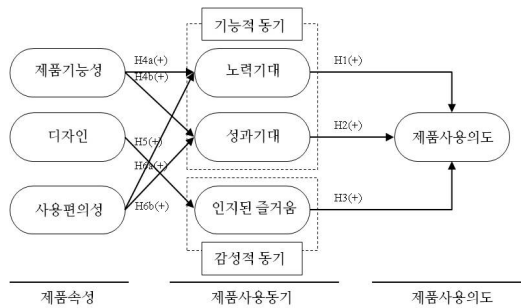 기능적 동기
제품기능성
H4a(+)
H4b(+)
노력기대
H1(+)
디자인
H5(+)
성과기대
H2(+)
제품사용의도
H6a(+)
사용편의성
H6b(+)
인지된 즐거움
H3(+)
감성적 동기
제품속성
제품사용동기
제품사용의도